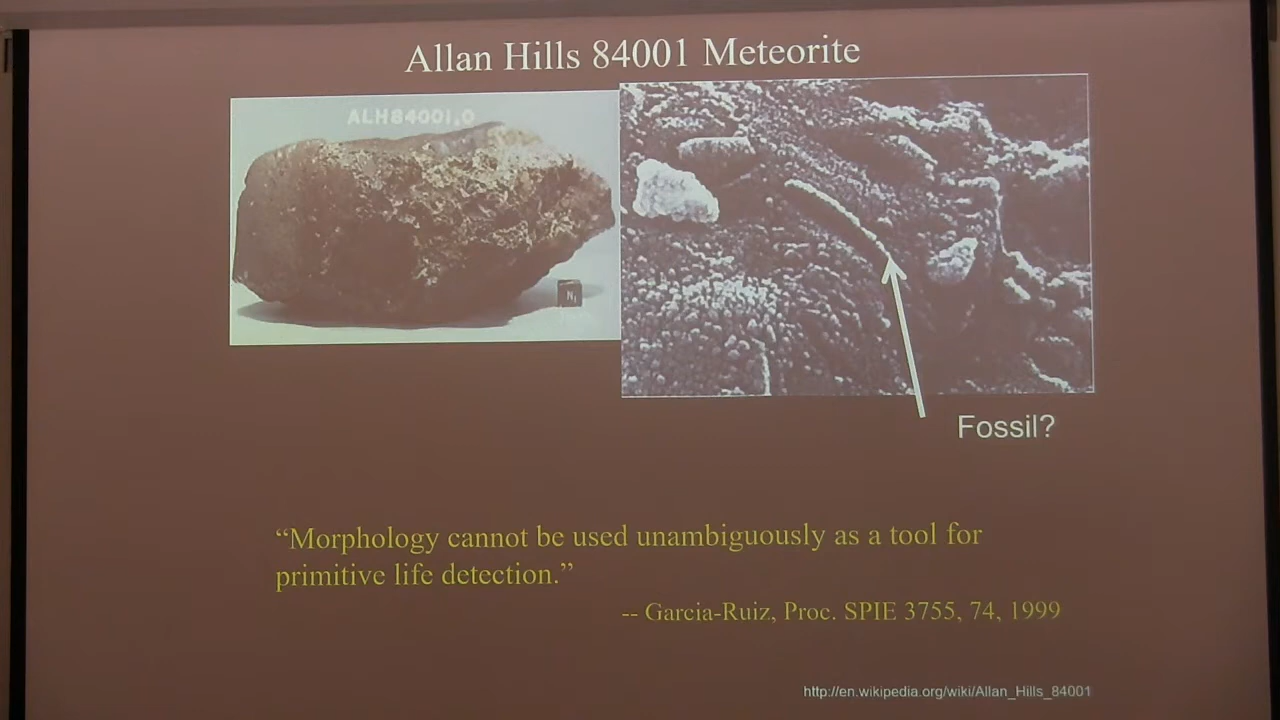 Allan Hills 84001 Meteorite
ALH84001,0
N,
Fossil?
“Morphology cannot be used unambiguously as a tool for
primitive life detection.”
-- Garcia-Ruiz, Proc. SPIE 3755, 74, 1999
http://en.wikipedia.org/wiki/Allan_Hills_84001